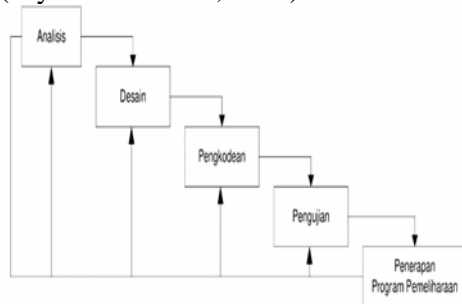 Analisis
Desain
Pengkodean
Pengujian
Penerapan
Program Pemeliharaan